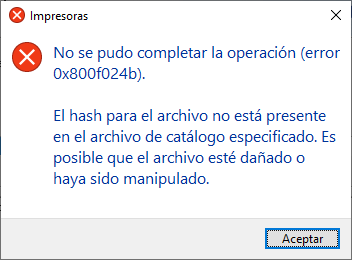 Impresoras
No se pudo completar la operación (error
0x800f024b).
El hash para el archivo no está presente
en el archivo de catálogo especificado. Es
posible que el archivo esté dañado o
haya sido manipulado.
Aceptar